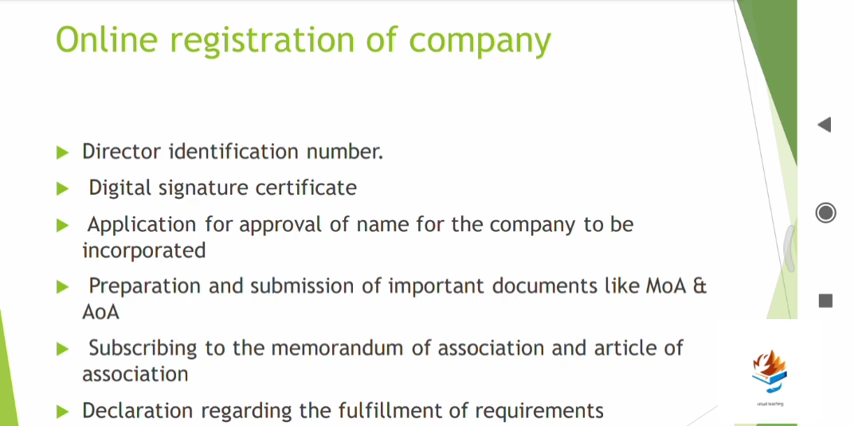 Online registration of company
Director identification number.
Digital signature certificate
Application for approval of name for the company to be
incorporated
Preparation and submission of important documents like MoA &
AoA
Subscribing to the memorandum of association and article of
association
Declaration regarding the fulfillment of requirements